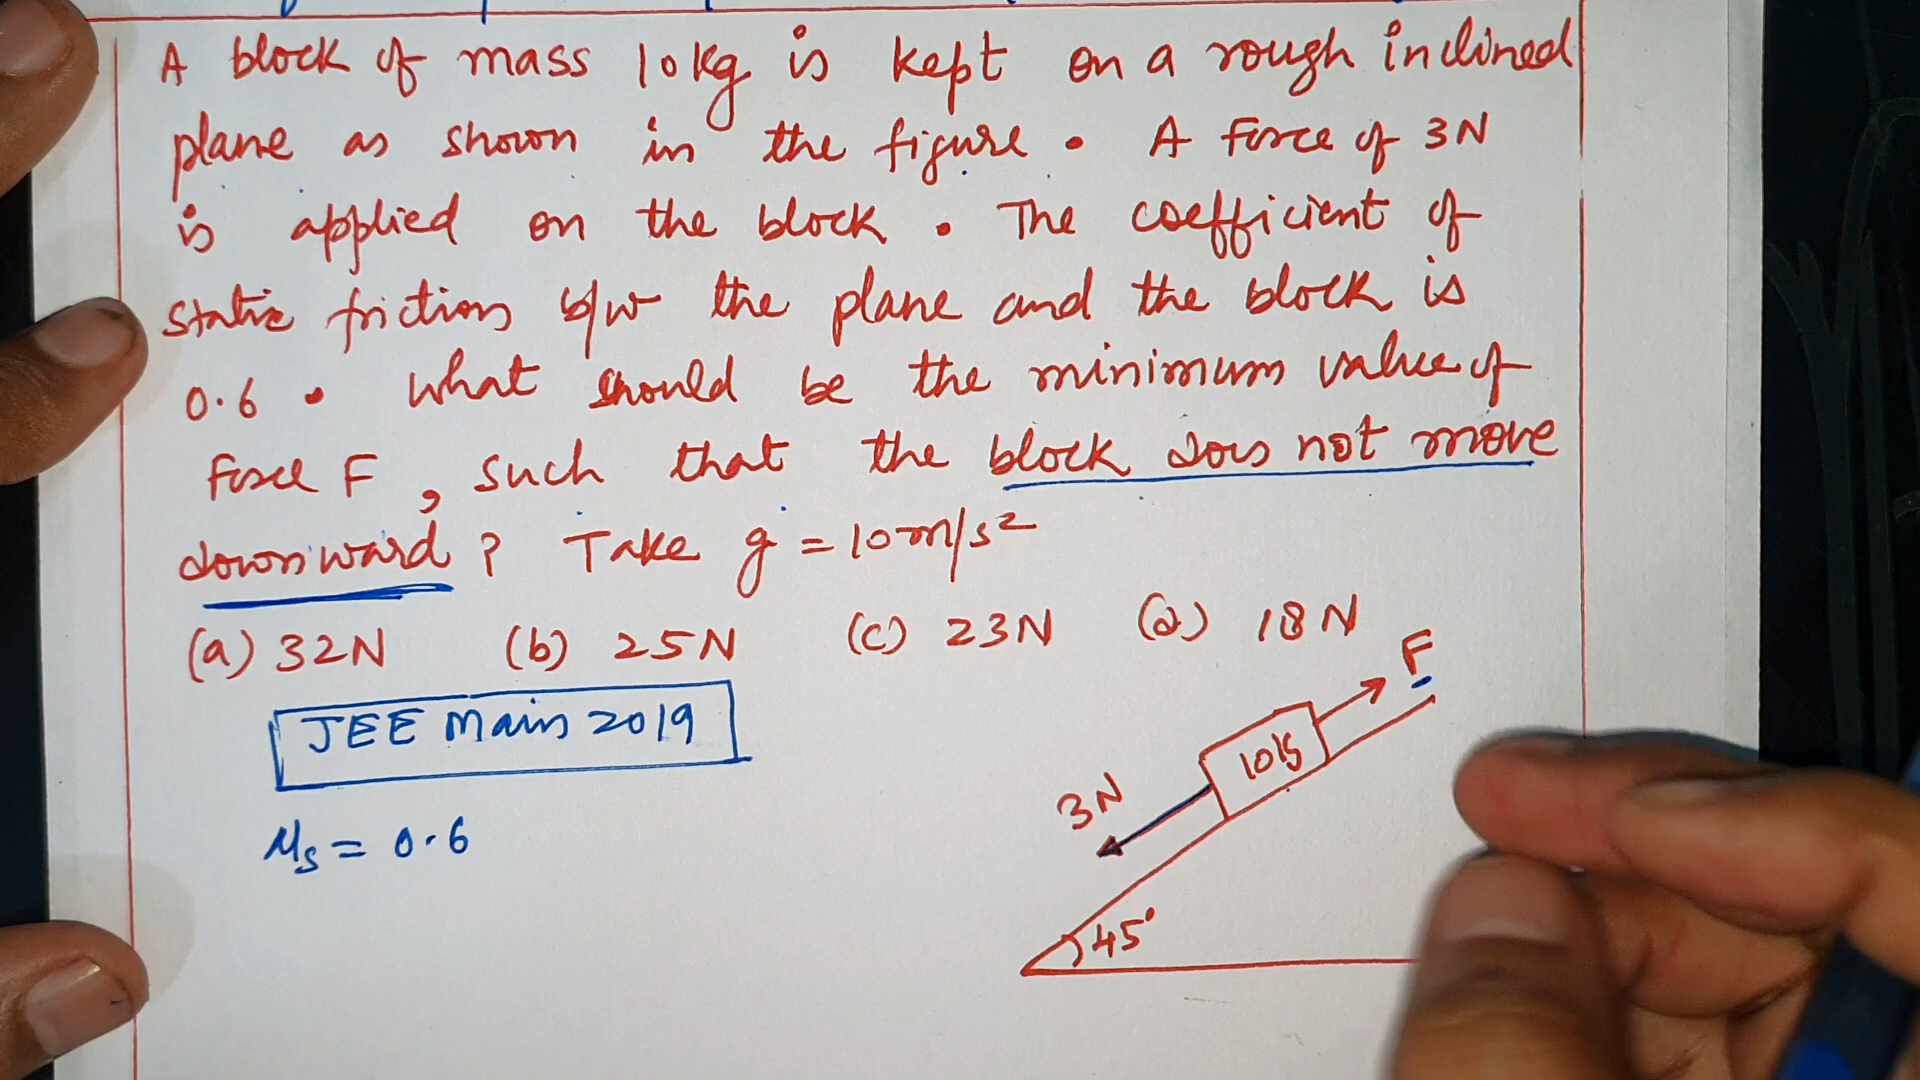 A block of mass 10kg is kept on a rough inclined
plane as shown in the figure. A force of 3N
is applied on the block. The coefficient of
static friction b/w the plane and the block is
0.6. What should be the minimum value of
force F, such that the block does not move
downward? Take g = 10m/s²
(a) 32N (b) 25N (c) 23N (d) 18N
JEE Main 2019
μs = 0.6
F
3N
45°